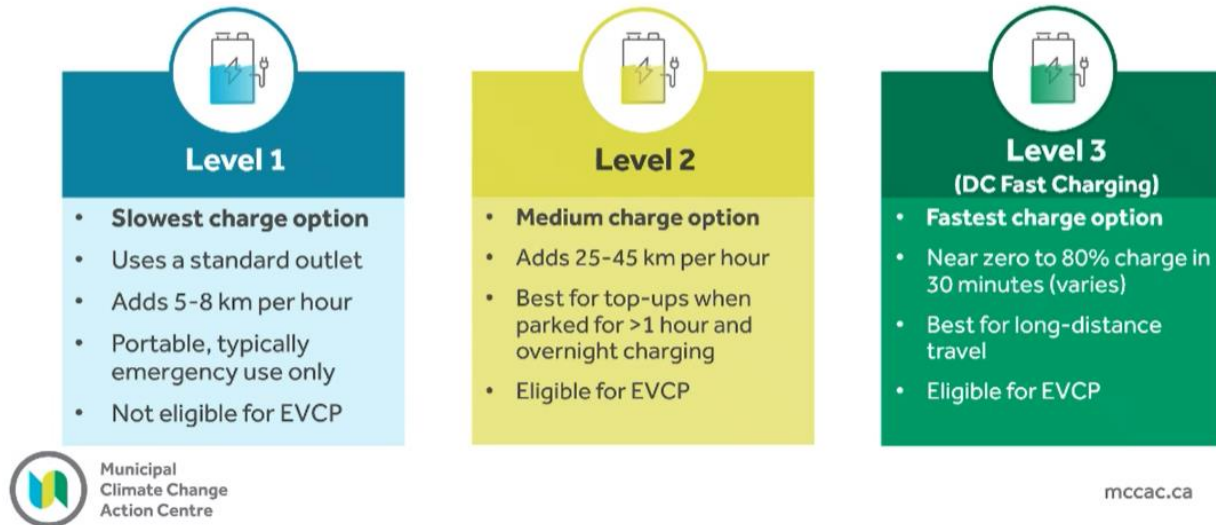 Level 1
• Slowest charge option
• Uses a standard outlet
• Adds 5-8 km per hour
• Portable, typically
emergency use only
• Not eligible for EVCP
Level 2
• Medium charge option
• Adds 25-45 km per hour
• Best for top-ups when
parked for >1 hour and
overnight charging
• Eligible for EVCP
Level 3
(DC Fast Charging)
• Fastest charge option
• Near zero to 80% charge in
30 minutes (varies)
• Best for long-distance
travel
• Eligible for EVCP
Municipal
Climate Change
Action Centre
mccac.ca